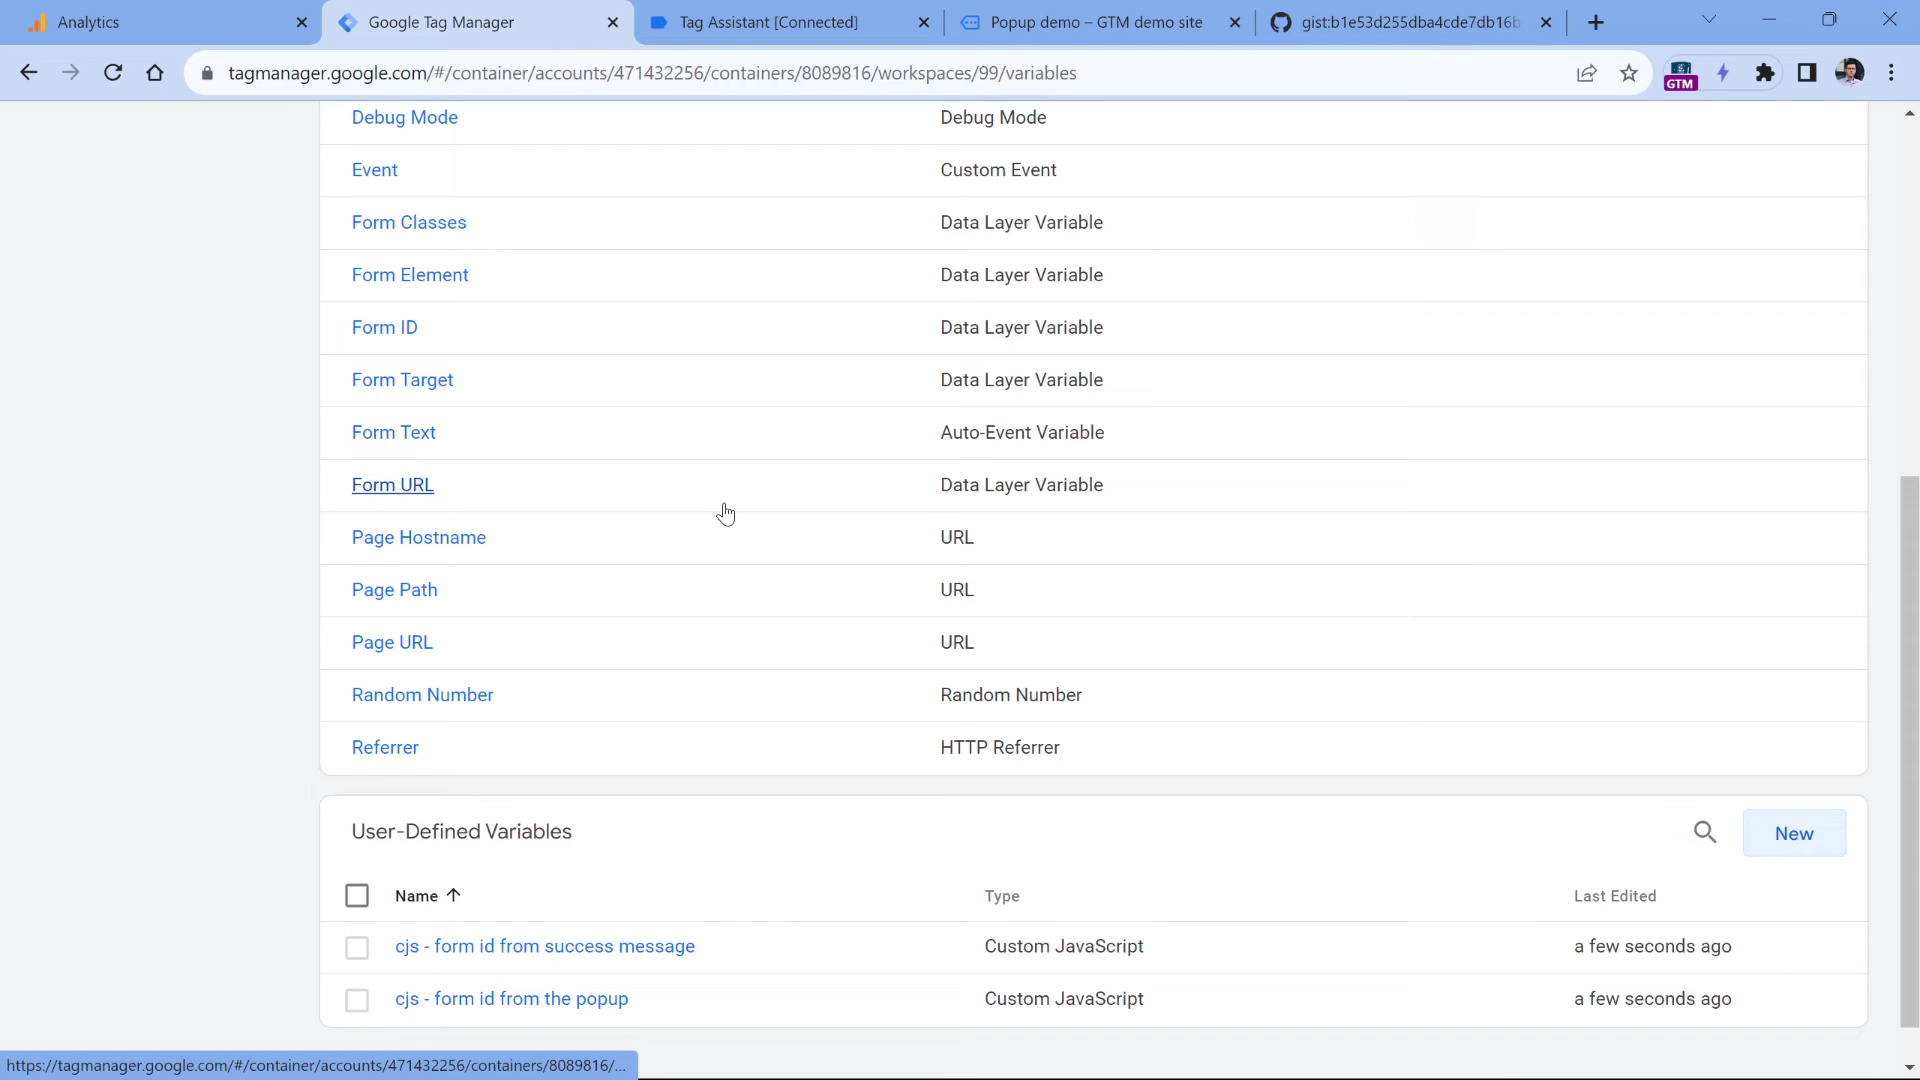 Analytics
Google Tag Manager
Tag Assistant [Connected]
Popup demo – GTM demo site
gist:b1e53d255dba4cde7db16b
tagmanager.google.com/#/container/accounts/471432256/containers/8089816/workspaces/99/variables
GTM
Debug Mode Debug Mode
Event Custom Event
Form Classes Data Layer Variable
Form Element Data Layer Variable
Form ID Data Layer Variable
Form Target Data Layer Variable
Form Text Auto-Event Variable
Form URL Data Layer Variable
Page Hostname URL
Page Path URL
Page URL URL
Random Number Random Number
Referrer HTTP Referrer
User-Defined Variables
New
Name Type Last Edited
cjs - form id from success message Custom JavaScript a few seconds ago
cjs - form id from the popup Custom JavaScript a few seconds ago
https://tagmanager.google.com/#/container/accounts/471432256/containers/8089816/...